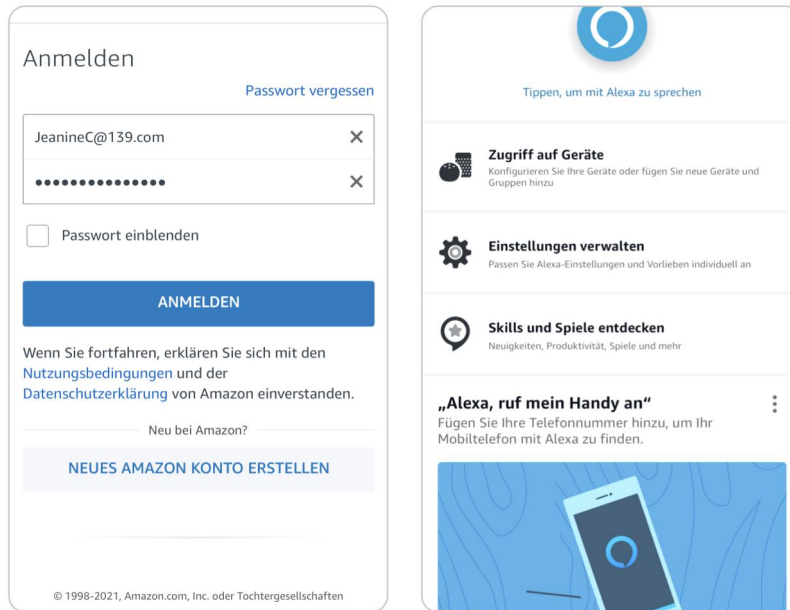 Anmelden
Passwort vergessen
JeanineC@139.com
Passwort einblenden
ANMELDEN
Wenn Sie fortfahren, erklären Sie sich mit den
Nutzungsbedingungen und der
Datenschutzerklärung von Amazon einverstanden.
Neu bei Amazon?
NEUES AMAZON KONTO ERSTELLEN
© 1998-2021, Amazon.com, Inc. oder Tochtergesellschaften
Tippen, um mit Alexa zu sprechen
Zugriff auf Geräte
Konfigurieren Sie Ihre Geräte oder fügen Sie neue Geräte und
Gruppen hinzu
Einstellungen verwalten
Passen Sie Alexa-Einstellungen und Vorlieben individuell an
Skills und Spiele entdecken
Neuigkeiten, Produktivität, Spiele und mehr
„Alexa, ruf mein Handy an“
Fügen Sie Ihre Telefonnummer hinzu, um Ihr
Mobiltelefon mit Alexa zu finden.